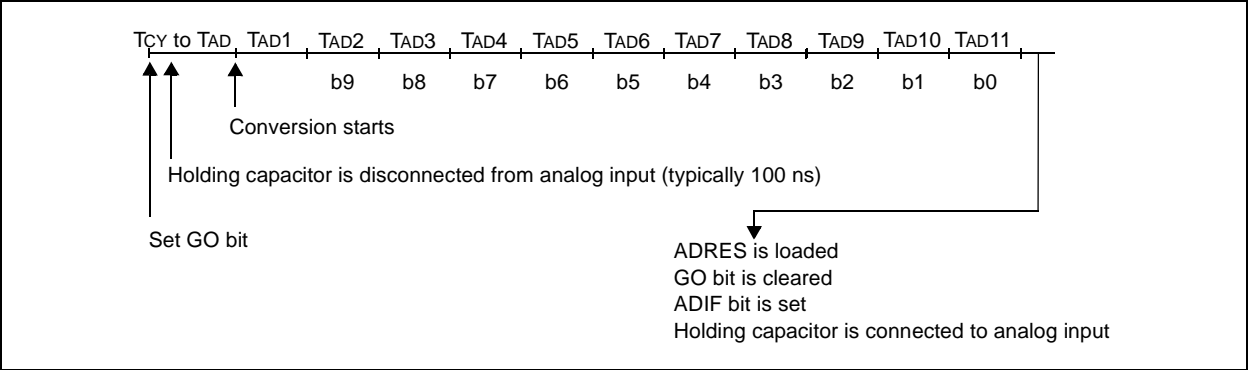 TCY to TAD TAD1 TAD2 TAD3 TAD4 TAD5 TAD6 TAD7 TAD8 TAD9 TAD10 TAD11
b9 b8 b7 b6 b5 b4 b3 b2 b1 b0
Conversion starts
Holding capacitor is disconnected from analog input (typically 100 ns)
Set GO bit
ADRES is loaded
GO bit is cleared
ADIF bit is set
Holding capacitor is connected to analog input